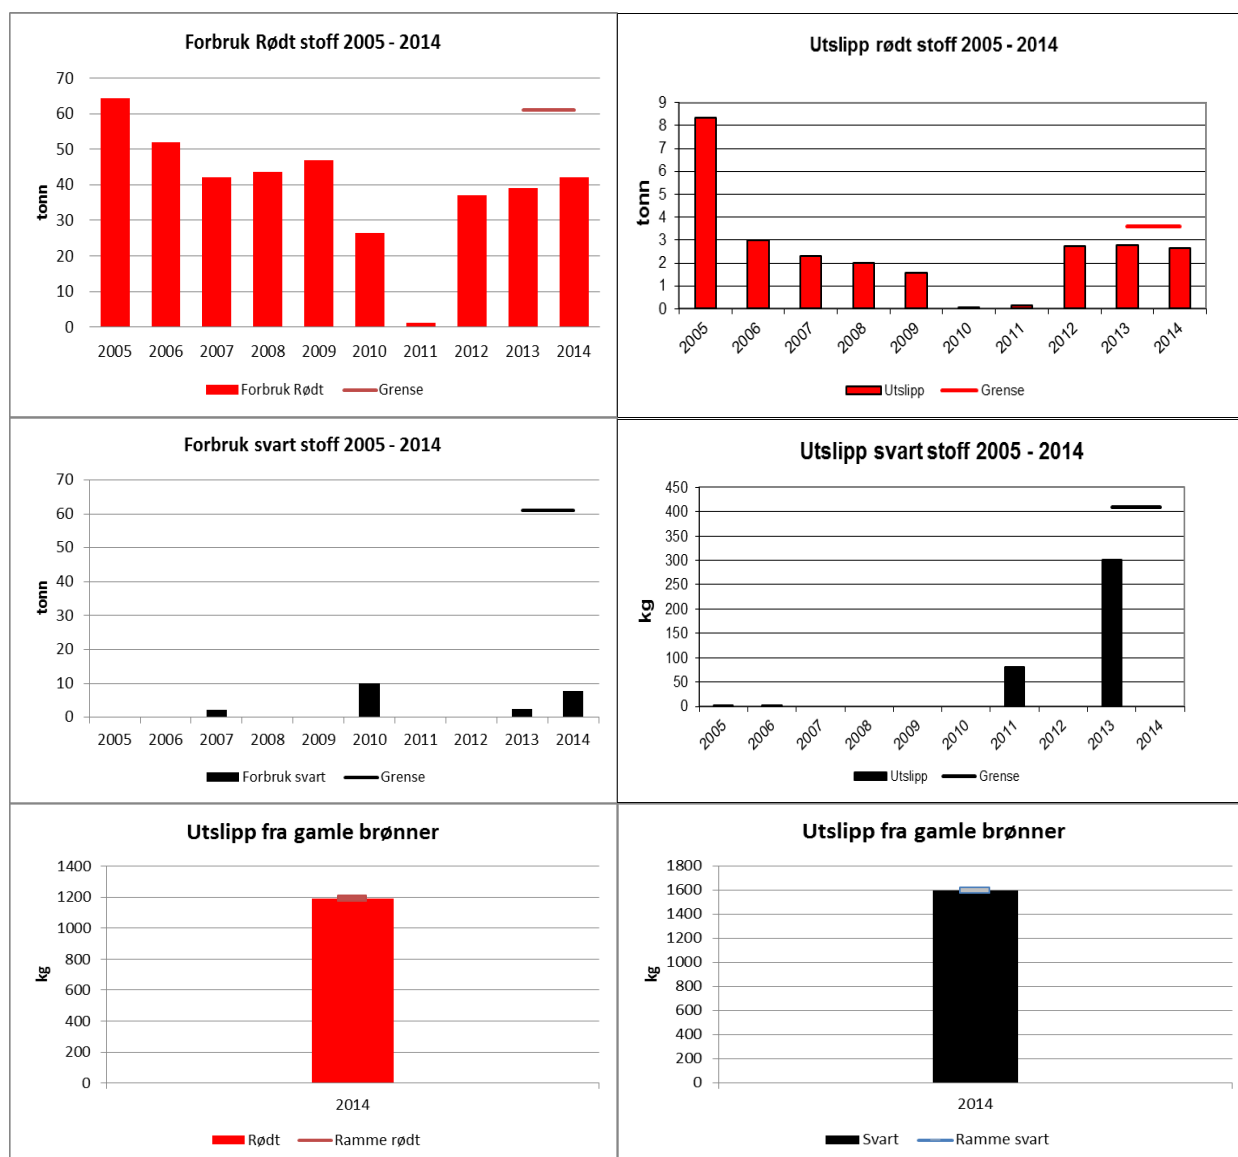 Forbruk Rødt stoff 2005 - 2014
tonn
70
60
50
40
30
20
10
0
2005 2006 2007 2008 2009 2010 2011 2012 2013 2014
Forbruk Rødt Grense
Utslipp rødt stoff 2005 - 2014
tonn
9
8
7
6
5
4
3
2
1
0
2005 2006 2007 2008 2009 2010 2011 2012 2013 2014
Utslipp Grense
Forbruk svart stoff 2005 - 2014
tonn
70
60
50
40
30
20
10
0
2005 2006 2007 2008 2009 2010 2011 2012 2013 2014
Forbruk svart Grense
Utslipp svart stoff 2005 - 2014
kg
450
400
350
300
250
200
150
100
50
0
2005 2006 2007 2008 2009 2010 2011 2012 2013 2014
Utslipp Grense
Utslipp fra gamle brønner
kg
1400
1200
1000
800
600
400
200
0
2014
Rødt Ramme rødt
Utslipp fra gamle brønner
kg
1800
1600
1400
1200
1000
800
600
400
200
0
2014
Svart Ramme svart